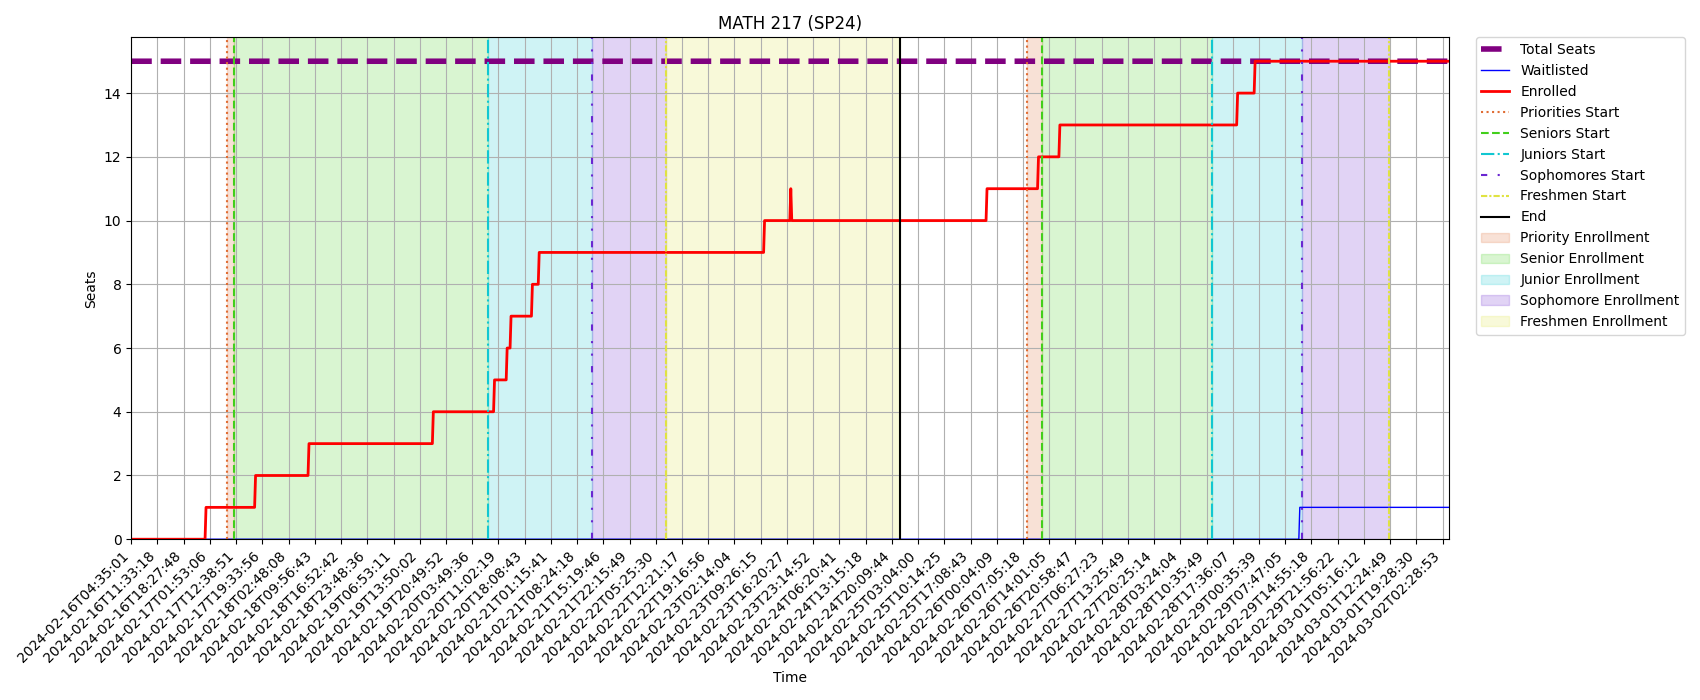 MATH 217 (SP24)
Seats
14
12
10
8
6
4
2
0
2024-02-16T04:35:01
2024-02-16T11:33:18
2024-02-16T18:27:48
2024-02-17T01:53:06
2024-02-17T12:38:51
2024-02-17T19:33:56
2024-02-18T02:48:08
2024-02-18T09:56:43
2024-02-18T16:52:42
2024-02-18T23:48:36
2024-02-19T06:53:11
2024-02-19T13:50:02
2024-02-19T20:49:52
2024-02-20T03:49:36
2024-02-20T11:02:19
2024-02-20T18:08:43
2024-02-21T01:15:41
2024-02-21T08:24:18
2024-02-21T15:19:46
2024-02-21T22:15:49
2024-02-22T05:25:30
2024-02-22T12:21:17
2024-02-22T19:16:56
2024-02-23T02:14:04
2024-02-23T09:26:15
2024-02-23T16:20:27
2024-02-23T23:14:52
2024-02-24T06:20:41
2024-02-24T13:15:18
2024-02-24T20:09:44
2024-02-25T03:04:00
2024-02-25T10:14:25
2024-02-25T17:08:43
2024-02-26T00:04:09
2024-02-26T07:05:18
2024-02-26T14:01:05
2024-02-26T20:58:47
2024-02-27T06:27:23
2024-02-27T13:25:49
2024-02-27T20:25:14
2024-02-28T03:24:04
2024-02-28T10:35:49
2024-02-28T17:36:07
2024-02-29T00:35:39
2024-02-29T07:47:05
2024-02-29T14:55:18
2024-02-29T21:56:22
2024-03-01T05:16:12
2024-03-01T12:24:49
2024-03-01T19:28:30
2024-03-02T02:28:53
Time
Total Seats
Waitlisted
Enrolled
Priorities Start
Seniors Start
Juniors Start
Sophomores Start
Freshmen Start
End
Priority Enrollment
Senior Enrollment
Junior Enrollment
Sophomore Enrollment
Freshmen Enrollment